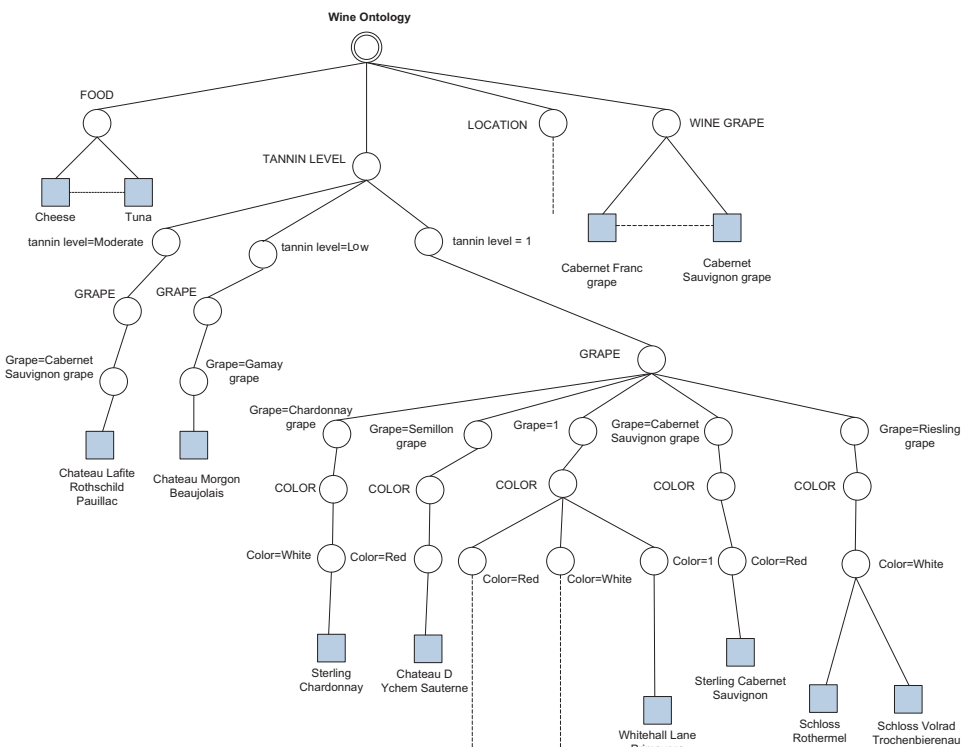 Wine Ontology
FOOD
LOCATION
WINE GRAPE
TANNIN LEVEL
Cheese
Tuna
tannin level=Moderate
tannin level=Low
tannin level = 1
Cabernet Franc
grape
Cabernet
Sauvignon grape
GRAPE
GRAPE
GRAPE
Grape=Cabernet
Sauvignon grape
Grape=Gamay
grape
Grape=Chardonnay
grape
Grape=Semillon
grape
Grape=1
Grape=Cabernet
Sauvignon grape
Grape=Riesling
grape
Chateau Lafite
Rothschild
Pauillac
Chateau Morgon
Beaujolais
COLOR
COLOR
COLOR
COLOR
COLOR
Color=White
Color=Red
Color=Red
Color=White
Color=1
Color=Red
Color=White
Sterling
Chardonnay
Chateau D
Ychem Sauterne
Sterling Cabernet
Sauvignon
Whitehall Lane
Schloss
Rothermel
Schloss Volrad
Trochenbierenau